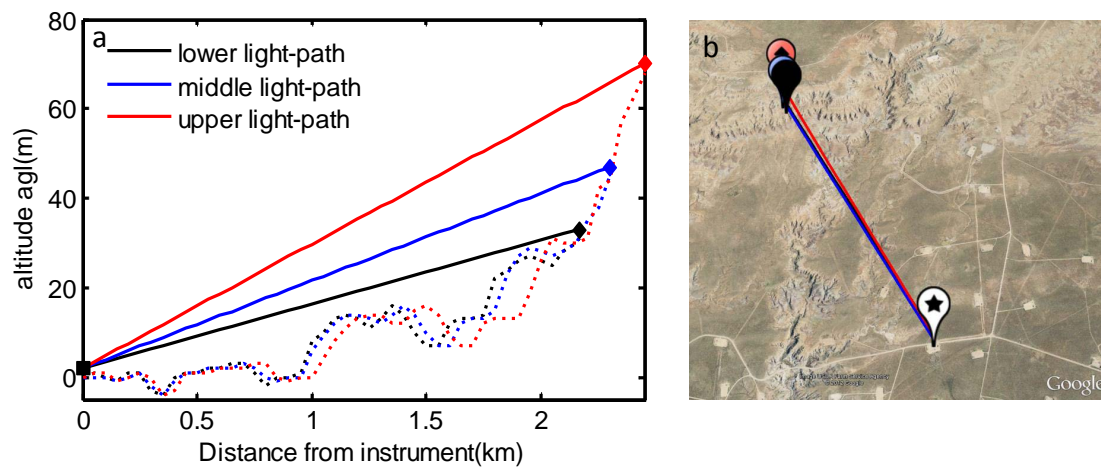 a
80
60
40
20
0
altitude agl(m)
lower light-path
middle light-path
upper light-path
0 0.5 1 1.5 2
Distance from instrument(km)
b
Google